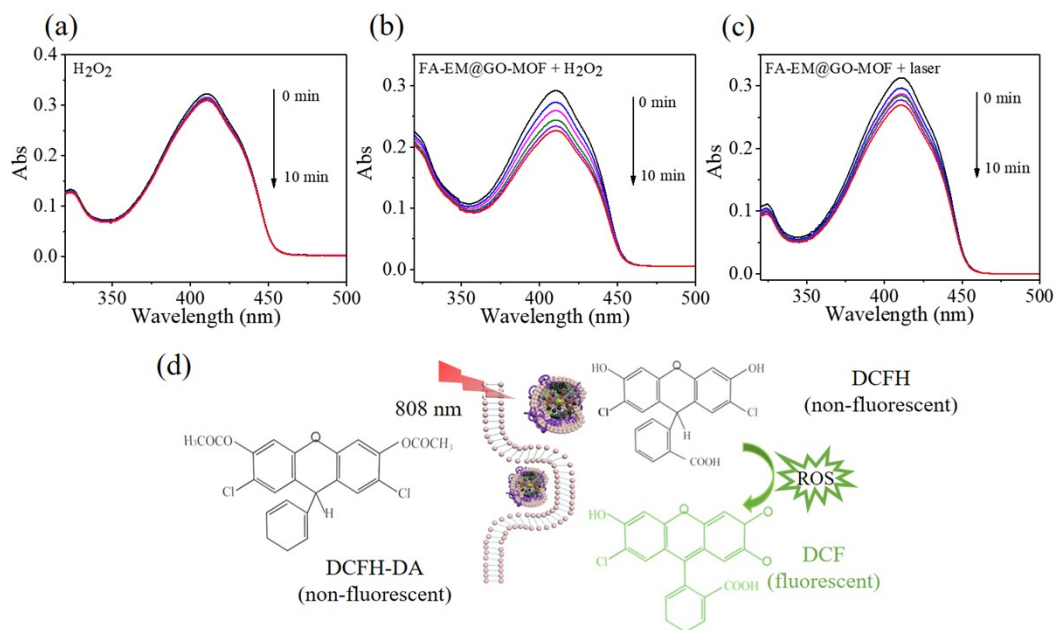 (a)
H₂O₂
0 min
10 min
0.4
0.3
0.2
0.1
0.0
Abs
350
400
450
500
Wavelength (nm)
(b)
FA-EM@GO-MOF + H₂O₂
0 min
10 min
0.3
0.2
0.1
0.0
Abs
350
400
450
500
Wavelength (nm)
(c)
FA-EM@GO-MOF + laser
0 min
10 min
0.3
0.2
0.1
0.0
Abs
350
400
450
500
Wavelength (nm)
(d)
808 nm
H₃COCO
O
OCOCH₃
Cl
Cl
H
DCFH-DA
(non-fluorescent)
HO
O
OH
Cl
Cl
H
COOH
DCFH
(non-fluorescent)
ROS
HO
O
O
Cl
O
COOH
DCF
(fluorescent)